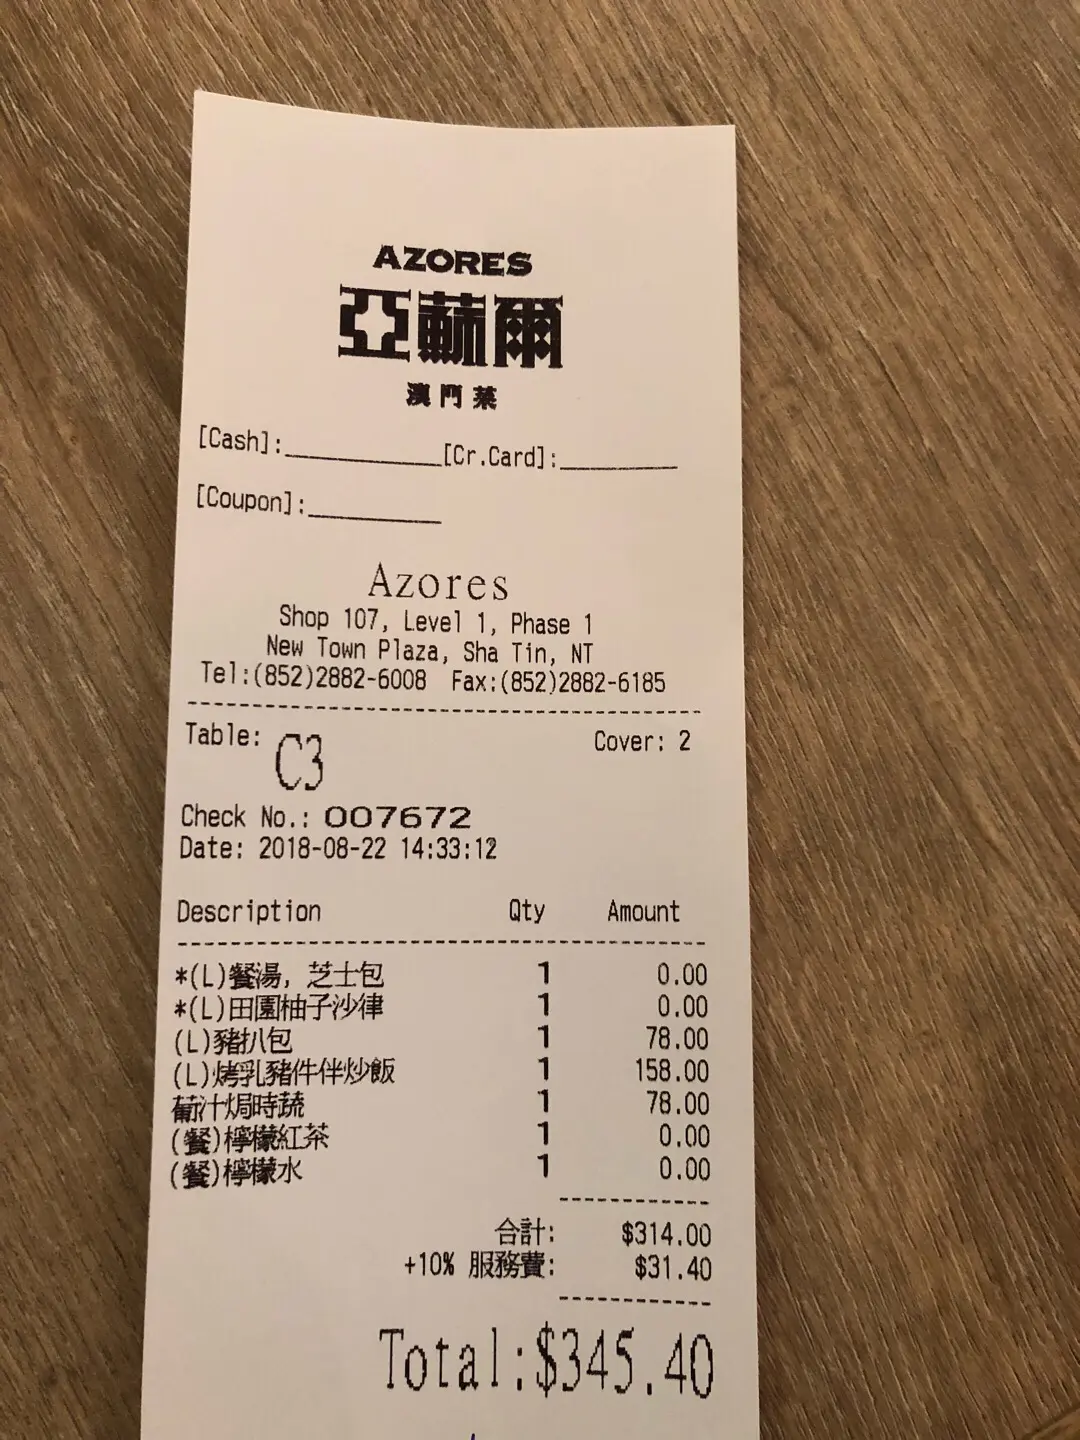 AZORES
亞蘇爾
澳門菜
[Cash]:__________[Cr.Card]:________
[Coupon]:_________
Azores
Shop 107, Level 1, Phase 1
New Town Plaza, Sha Tin, NT
Tel:(852)2882-6008 Fax:(852)2882-6185
Table: C3 Cover: 2
Check No.: 007672
Date: 2018-08-22 14:33:12
Description Qty Amount
*(L)餐湯, 芝士包 1 0.00
*(L)田園柚子沙律 1 0.00
(L)豬扒包 1 78.00
(L)烤乳豬件伴炒飯 1 158.00
葡汁焗時蔬 1 78.00
(餐)檸檬紅茶 1 0.00
(餐)檸檬水 1 0.00
合計: $314.00
+10% 服務費: $31.40
Total:$345.40